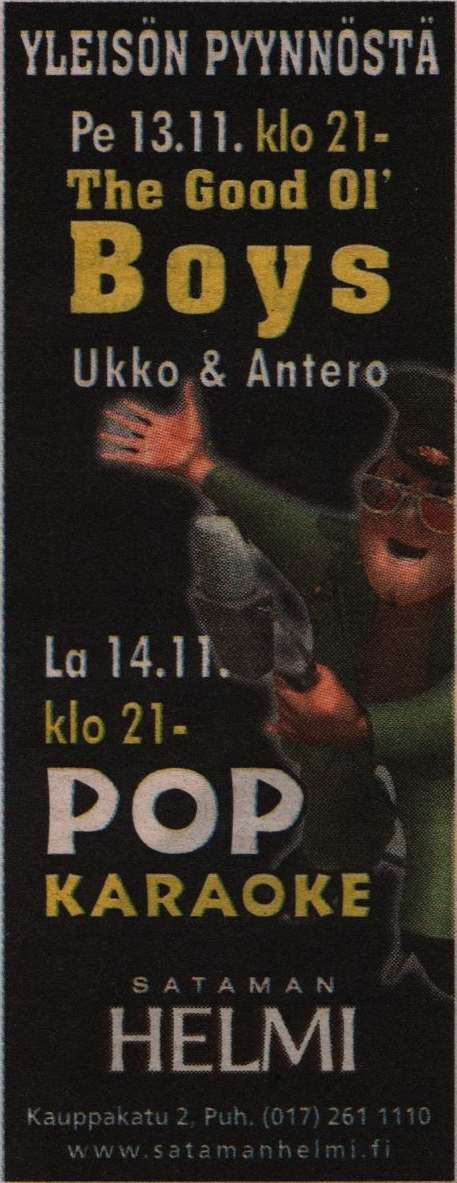 YLEISÖN PYYNNÖSTÄ
Pe 13.11. klo 21-
The Good Ol'
Boys
Ukko & Antero
La 14.11.
klo 21-
POP
KARAOKE
SATAMAN
HELMI
Kauppakatu 2, Puh. (017) 261 1110
www.satamanhelmi.fi